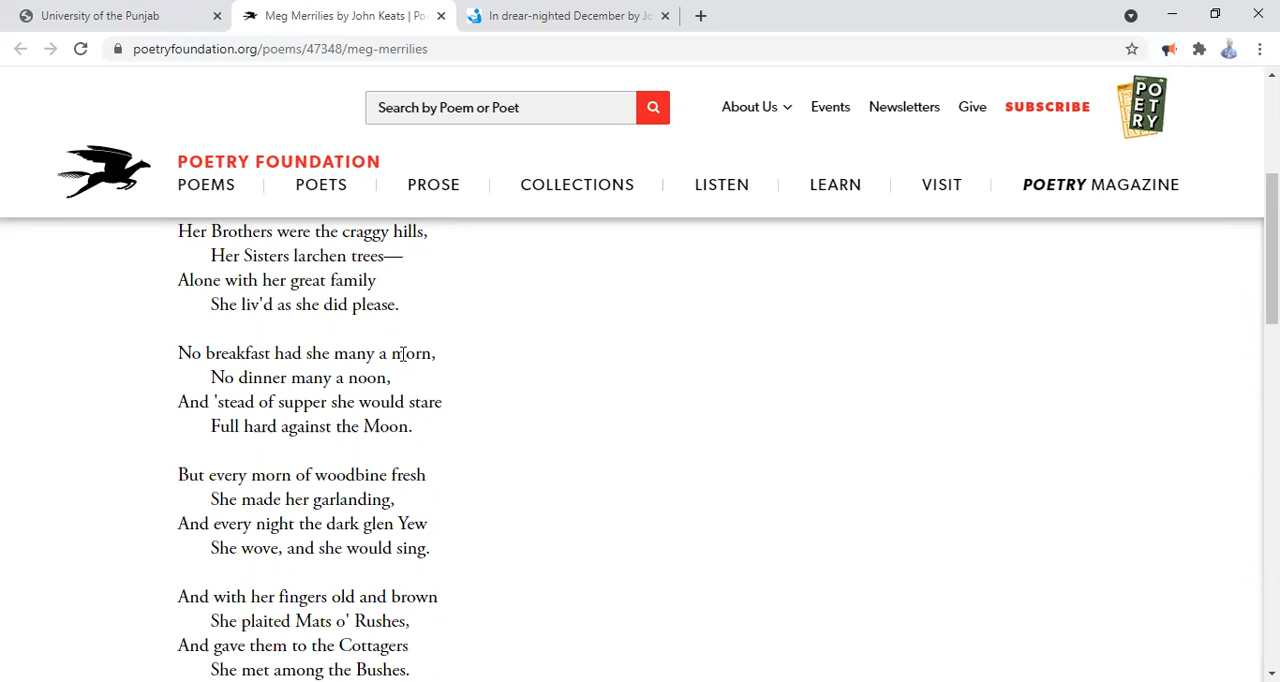 University of the Punjab
Meg Merrilies by John Keats | Po
In drear-nighted December by Jo
poetryfoundation.org/poems/47348/meg-merrilies
Search by Poem or Poet
About Us
Events
Newsletters
Give
SUBSCRIBE
PO
ET
RY
POETRY FOUNDATION
POEMS
POETS
PROSE
COLLECTIONS
LISTEN
LEARN
VISIT
POETRY MAGAZINE
Her Brothers were the craggy hills,
Her Sisters larchen trees—
Alone with her great family
She liv'd as she did please.
No breakfast had she many a morn,
No dinner many a noon,
And 'stead of supper she would stare
Full hard against the Moon.
But every morn of woodbine fresh
She made her garlanding,
And every night the dark glen Yew
She wove, and she would sing.
And with her fingers old and brown
She plaited Mats o' Rushes,
And gave them to the Cottagers
She met among the Bushes.